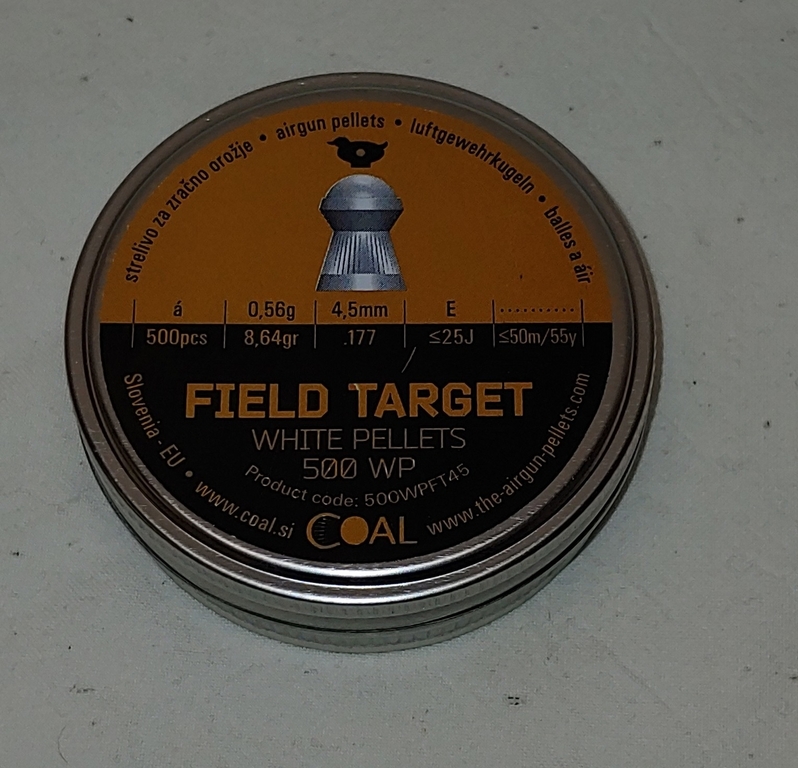 strelivo za zračno orožje • airgun pellets • luftgewehrkugeln • balles a áir
á 0,56g 4,5mm E ..........
500pcs 8,64gr .177 ≤25J ≤50m/55y
FIELD TARGET
WHITE PELLETS
500 WP
Product code: 500WPFT45
Slovenia - EU • www.coal.si COAL www.the-airgun-pellets.com